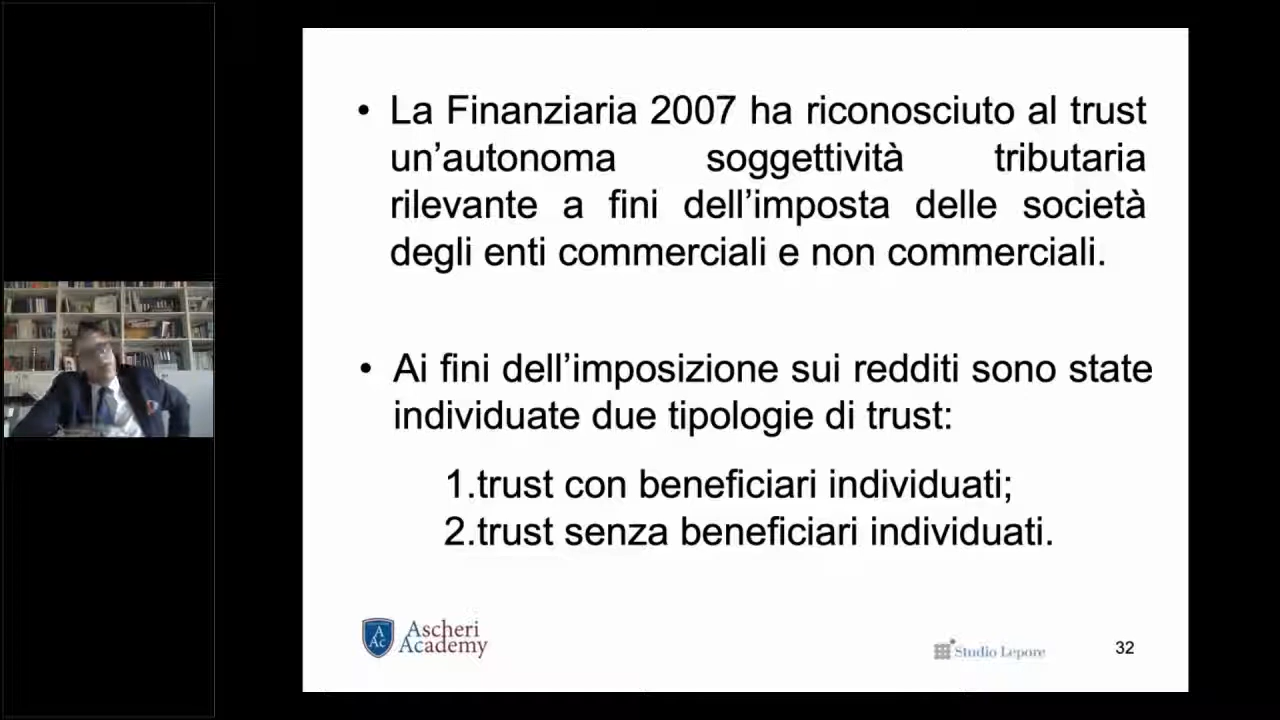 • La Finanziaria 2007 ha riconosciuto al trust
un’autonoma soggettività tributaria
rilevante a fini dell’imposta delle società
degli enti commerciali e non commerciali.
• Ai fini dell’imposizione sui redditi sono state
individuate due tipologie di trust:
1.trust con beneficiari individuati;
2.trust senza beneficiari individuati.
A
Ac
Ascheri
Academy
Studio Lepore
32